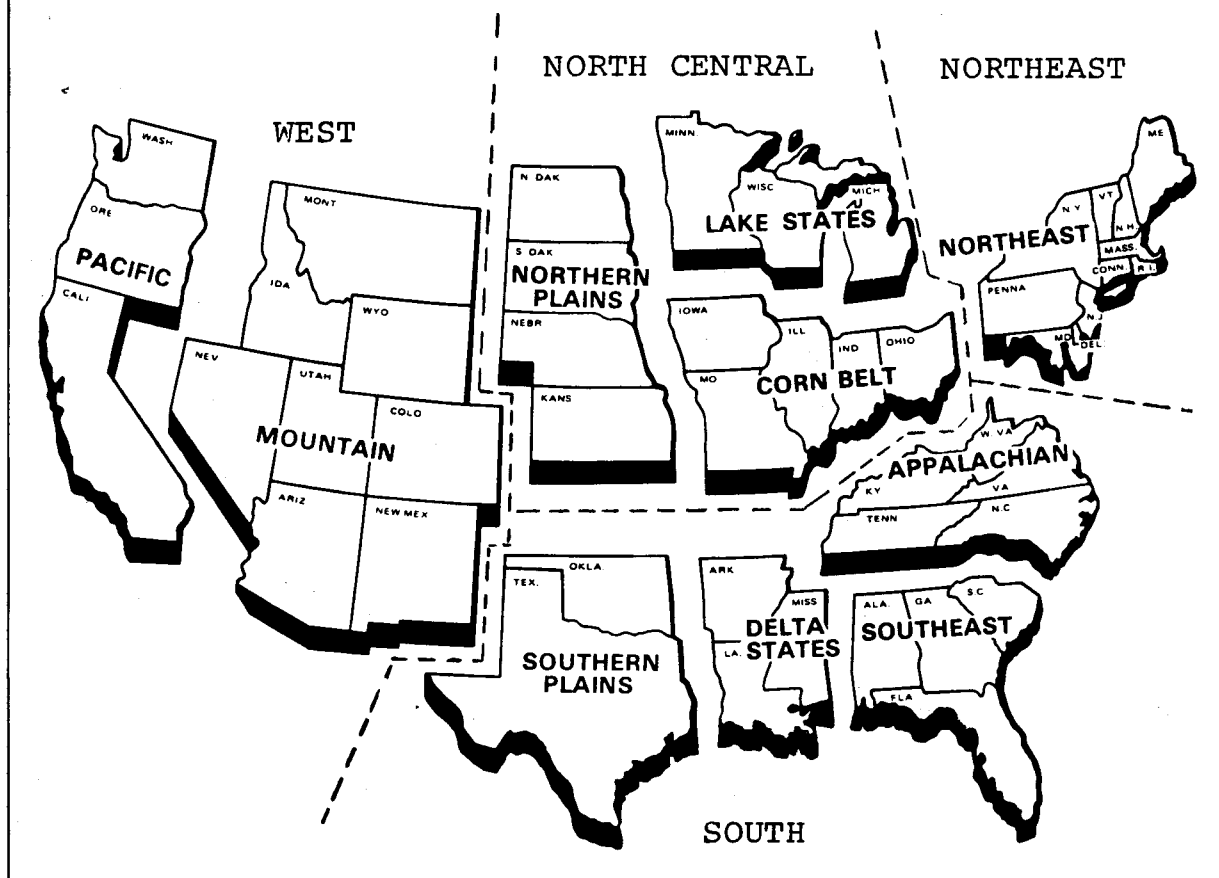 NORTH CENTRAL
NORTHEAST
WEST
WASH
ORE
PACIFIC
CALI
MONT
IDA
WYO
NEV
UTAH
COLO
MOUNTAIN
ARIZ
NEW MEX
N DAK
S DAK
NORTHERN
PLAINS
NEBR
KANS
MINN.
WISC
MICH
LAKE STATES
IOWA
ILL
IND
OHIO
MO
CORN BELT
ME
VT
N.Y
N.H.
NORTHEAST
MASS.
CONN.
R.I.
PENNA
N.J
MD
DEL.
W. VA
APPALACHIAN
KY
VA
TENN
N.C
OKLA.
TEX.
SOUTHERN
PLAINS
ARK
MISS
DELTA
STATES
LA.
ALA.
GA
S.C
SOUTHEAST
FLA
SOUTH